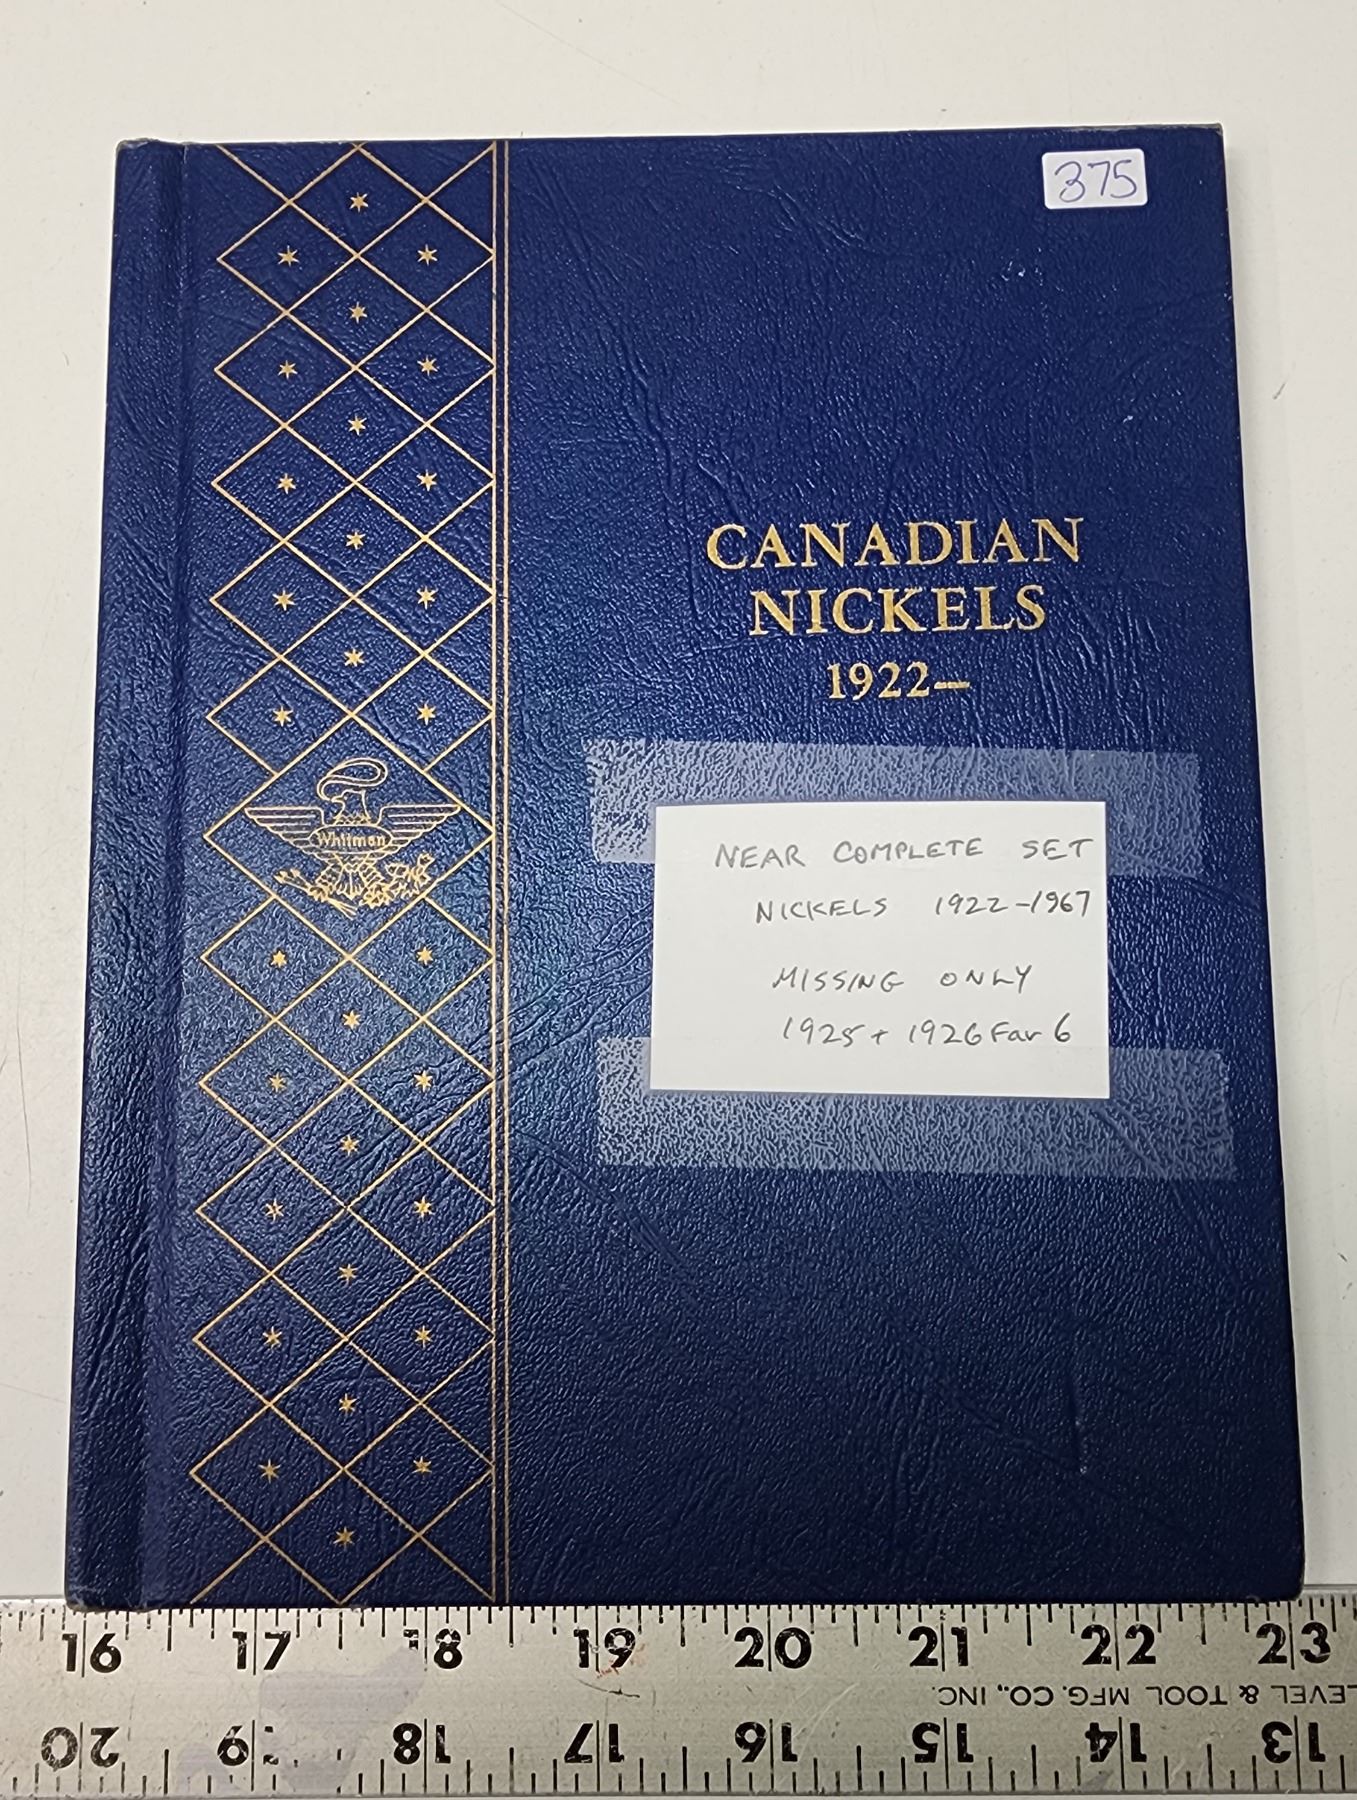 375
CANADIAN
NICKELS
1922—
Whitman
NEAR COMPLETE SET
NICKELS 1922-1967
MISSING ONLY
1925 + 1926 Far 6
16 17 18 19 20 21 22 23
LEVEL & TOOL MFG. CO., INC.
20 19 18 17 16 15 14 13